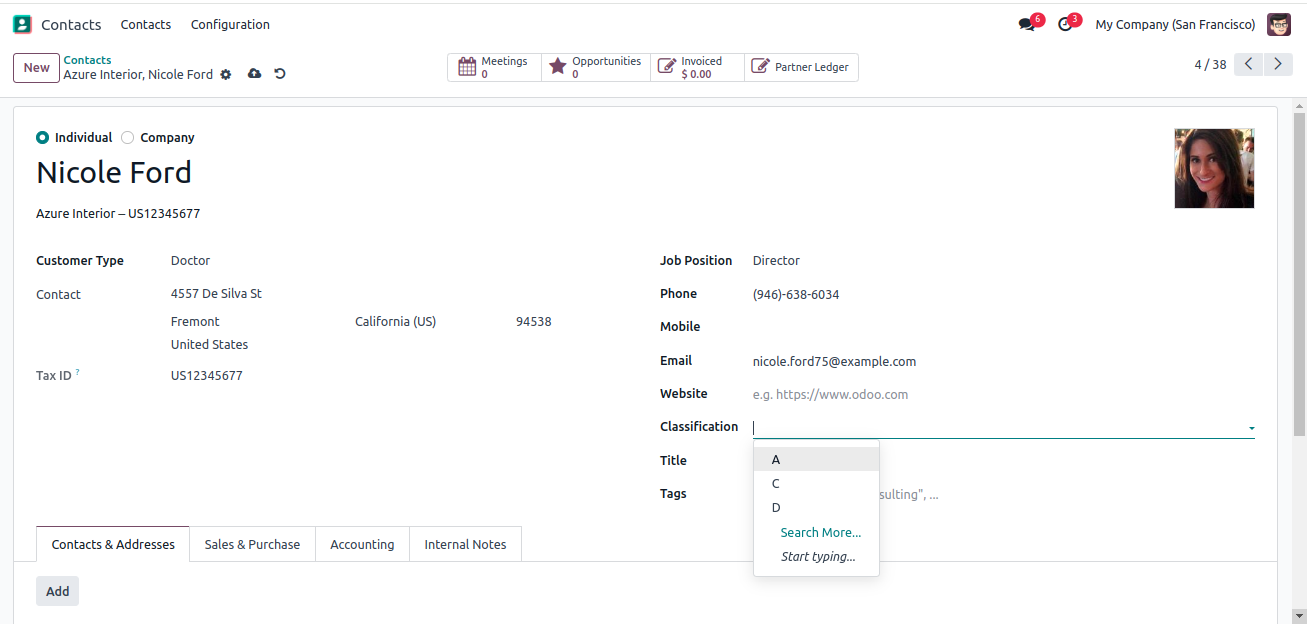 Contacts Contacts Configuration 6 3 My Company (San Francisco)
New Contacts
Azure Interior, Nicole Ford
Meetings 0 Opportunities 0 Invoiced $ 0.00 Partner Ledger
4 / 38
Individual Company
Nicole Ford
Azure Interior – US12345677
Customer Type Doctor
Contact 4557 De Silva St
Fremont California (US) 94538
United States
Tax ID ? US12345677
Job Position Director
Phone (946)-638-6034
Mobile
Email nicole.ford75@example.com
Website e.g. https://www.odoo.com
Classification
A
C
D
Search More...
Start typing...
Title
Tags sulting", ...
Contacts & Addresses Sales & Purchase Accounting Internal Notes
Add